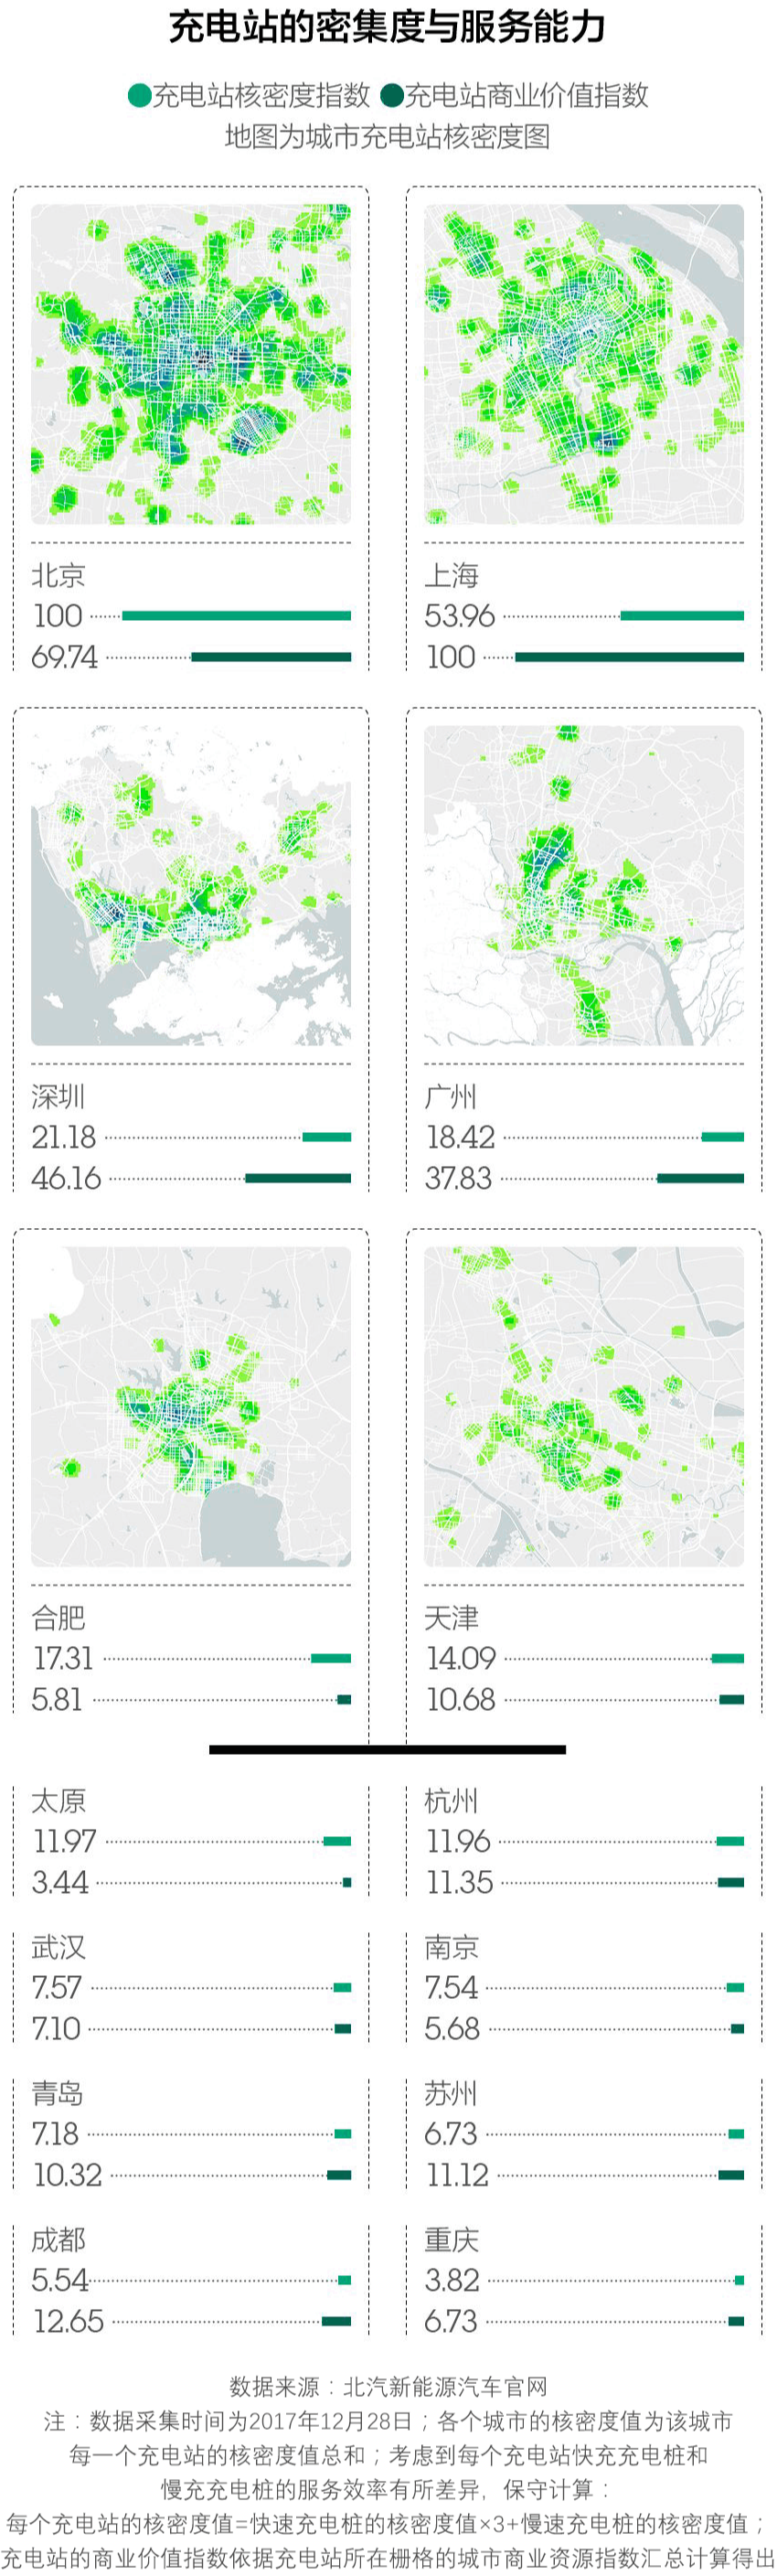 充电站的密集度与服务能力
充电站核密度指数 充电站商业价值指数
地图为城市充电站核密度图
北京
100
69.74
上海
53.96
100
深圳
21.18
46.16
广州
18.42
37.83
合肥
17.31
5.81
天津
14.09
10.68
太原
11.97
3.44
杭州
11.96
11.35
武汉
7.57
7.10
南京
7.54
5.68
青岛
7.18
10.32
苏州
6.73
11.12
成都
5.54
12.65
重庆
3.82
6.73
数据来源：北汽新能源汽车官网
注：数据采集时间为2017年12月28日；各个城市的核密度值为该城市
每一个充电站的核密度值总和；考虑到每个充电站快充充电桩和
慢充充电桩的服务效率有所差异，保守计算：
每个充电站的核密度值=快速充电桩的核密度值×3+慢速充电桩的核密度值；
充电站的商业价值指数依据充电站所在栅格的城市商业资源指数汇总计算得出